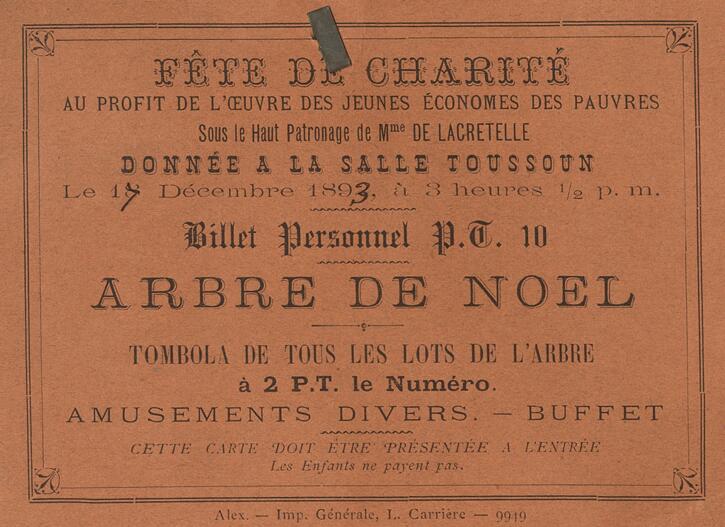 FÊTE DE CHARITÉ
AU PROFIT DE L'ŒUVRE DES JEUNES ÉCONOMES DES PAUVRES
Sous le Haut Patronage de Mme DE LACRETELLE
DONNÉE A LA SALLE TOUSSOUN
Le 17 Décembre 1893, à 3 heures 1/2 p. m.
Billet Personnel P.T. 10
ARBRE DE NOEL
TOMBOLA DE TOUS LES LOTS DE L'ARBRE
à 2 P.T. le Numéro.
AMUSEMENTS DIVERS. — BUFFET
CETTE CARTE DOIT ÊTRE PRÉSENTÉE A L'ENTRÉE
Les Enfants ne payent pas.
Alex. — Imp. Générale, L. Carrière — 9949